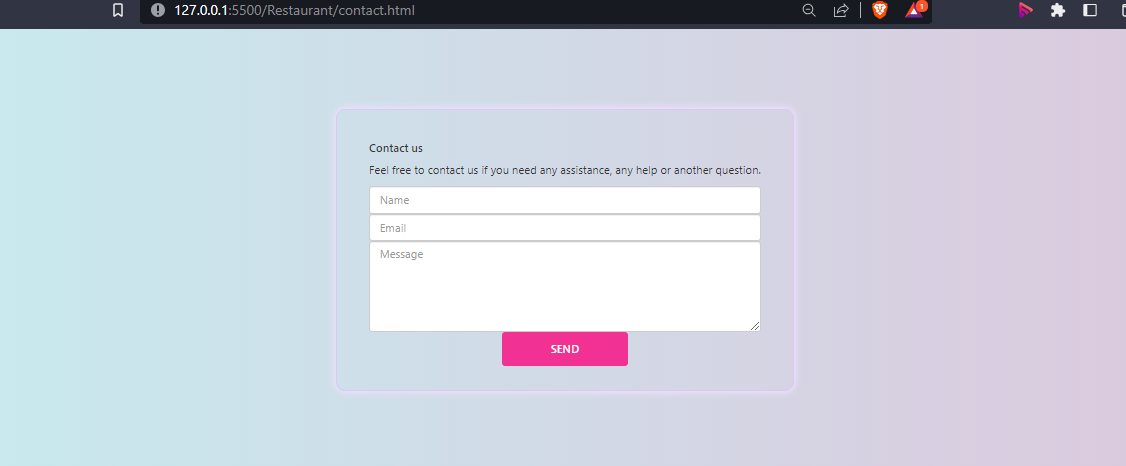 127.0.0.1:5500/Restaurant/contact.html
1
Contact us
Feel free to contact us if you need any assistance, any help or another question.
Name
Email
Message
SEND